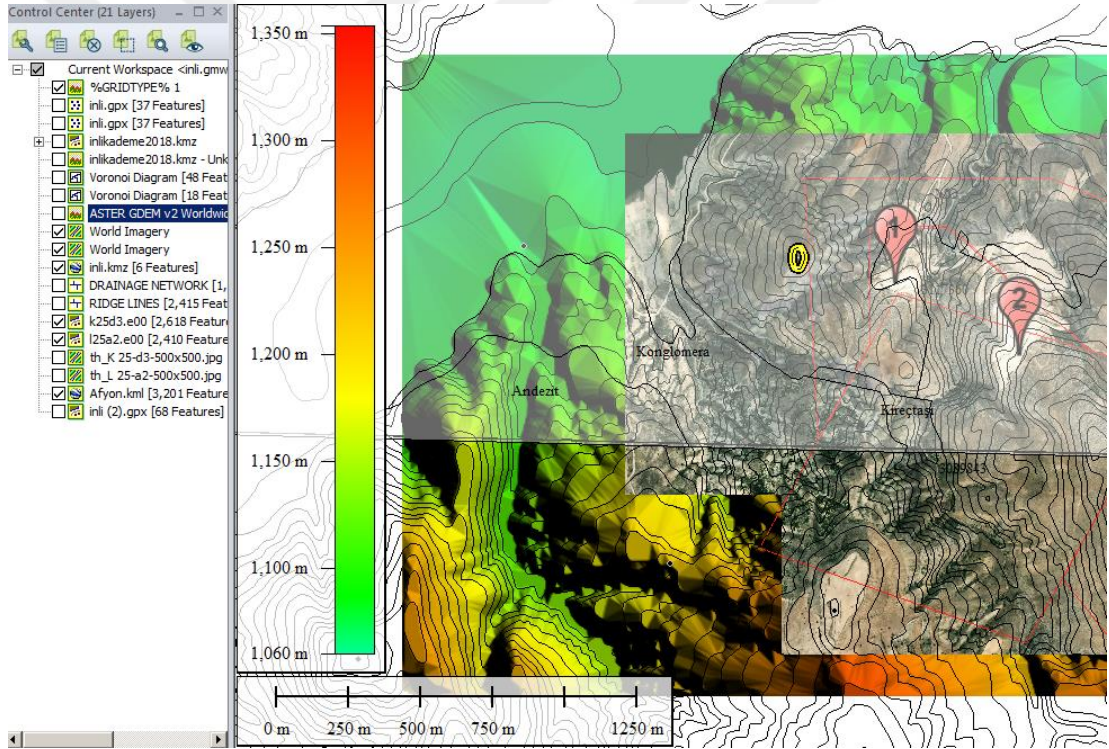 Control Center (21 Layers)
Current Workspace <inli.gmw
%GRIDTYPE% 1
inli.gpx [37 Features]
inli.gpx [37 Features]
inlikademe2018.kmz
inlikademe2018.kmz - Unk
Voronoi Diagram [48 Feat
Voronoi Diagram [18 Feat
ASTER GDEM v2 Worldwid
World Imagery
World Imagery
inli.kmz [6 Features]
DRAINAGE NETWORK [1,
RIDGE LINES [2,415 Feat
k25d3.e00 [2,618 Feature
l25a2.e00 [2,410 Feature
th_K 25-d3-500x500.jpg
th_L 25-a2-500x500.jpg
Afyon.kml [3,201 Feature
inli (2).gpx [68 Features]
1,350 m
1,300 m
1,250 m
1,200 m
1,150 m
1,100 m
1,060 m
0 m 250 m 500 m 750 m 1250 m
1
2
Konglomera
Andezit
Kireçtaşı